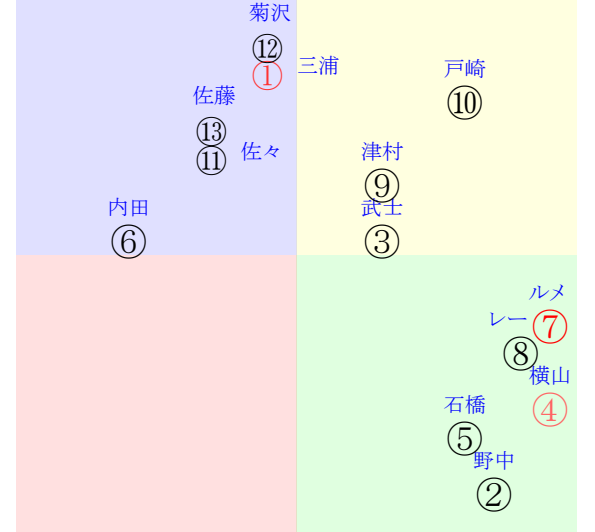 菊沢
⑫
① 三浦
戸崎
⑩
佐藤
⑬
⑪ 佐々
津村
⑨
内田
⑥
武士
③
ルメ
⑦
レー
⑧
横山
④
石橋
⑤
野中
②